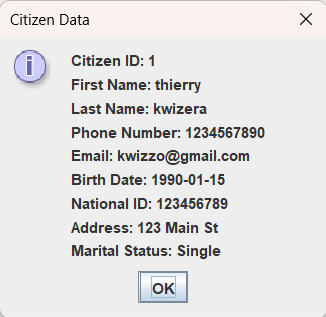 Citizen Data
Citizen ID: 1
First Name: thierry
Last Name: kwizera
Phone Number: 1234567890
Email: kwizzo@gmail.com
Birth Date: 1990-01-15
National ID: 123456789
Address: 123 Main St
Marital Status: Single
OK